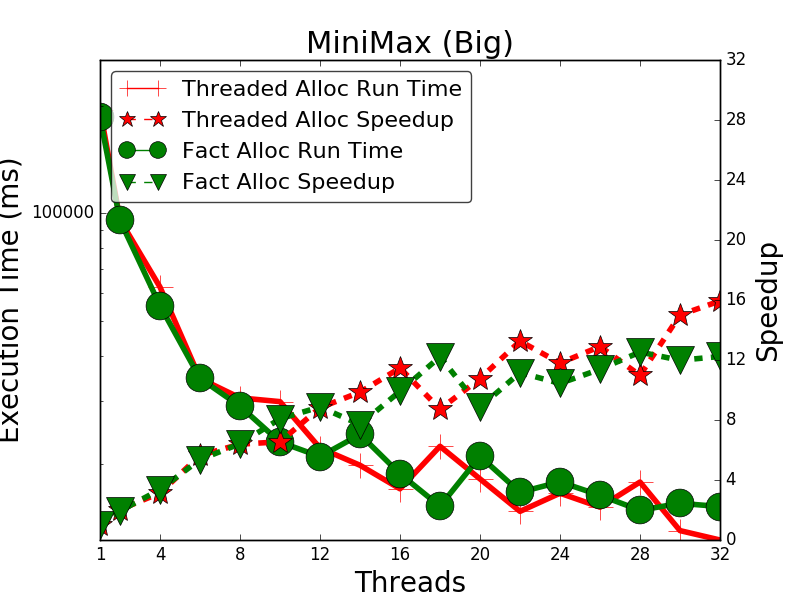 MiniMax (Big)
Threaded Alloc Run Time
Threaded Alloc Speedup
Fact Alloc Run Time
Fact Alloc Speedup
Execution Time (ms)
100000
32
28
24
20
16
12
8
4
0
Speedup
1 4 8 12 16 20 24 28 32
Threads